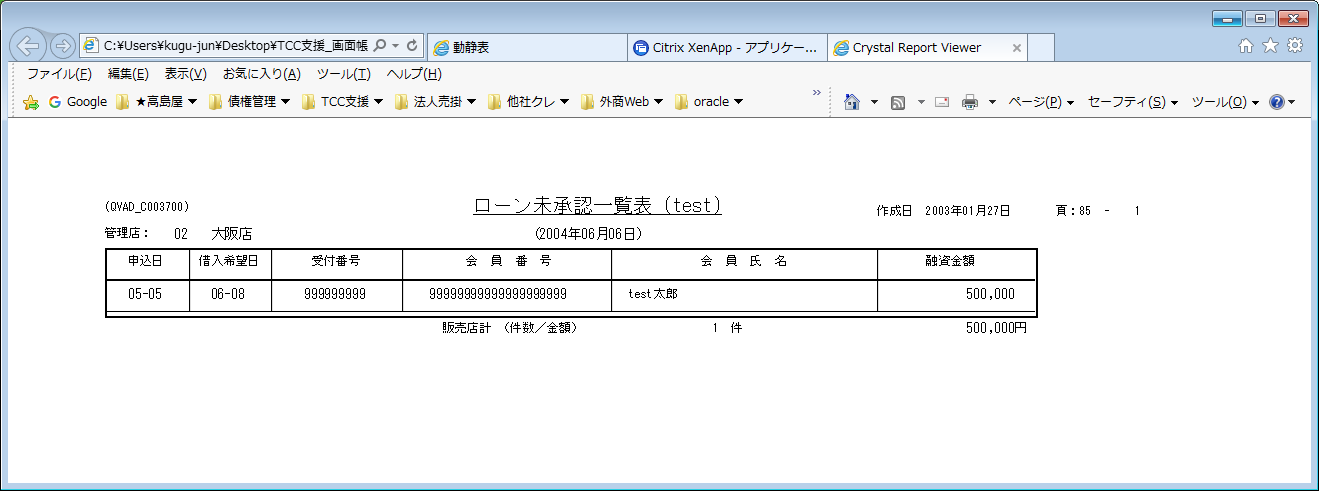 C:¥Users¥kugu-jun¥Desktop¥TCC支援_画面帳 動静表 Citrix XenApp - アプリケー... Crystal Report Viewer
ファイル(F) 編集(E) 表示(V) お気に入り(A) ツール(T) ヘルプ(H)
Google ★高島屋 債権管理 TCC支援 法人売掛 他社クレ 外商Web oracle » ページ(P) セーフティ(S) ツール(O)
(QVAD_C003700) ローン未承認一覧表（test） 作成日 2003年01月27日 頁：85 - 1
管理店： 02 大阪店 (2004年06月06日)
申込日 借入希望日 受付番号 会 員 番 号 会 員 氏 名 融資金額
05-05 06-08 999999999 99999999999999999999 test太郎 500,000
販売店計 （件数／金額） 1 件 500,000円